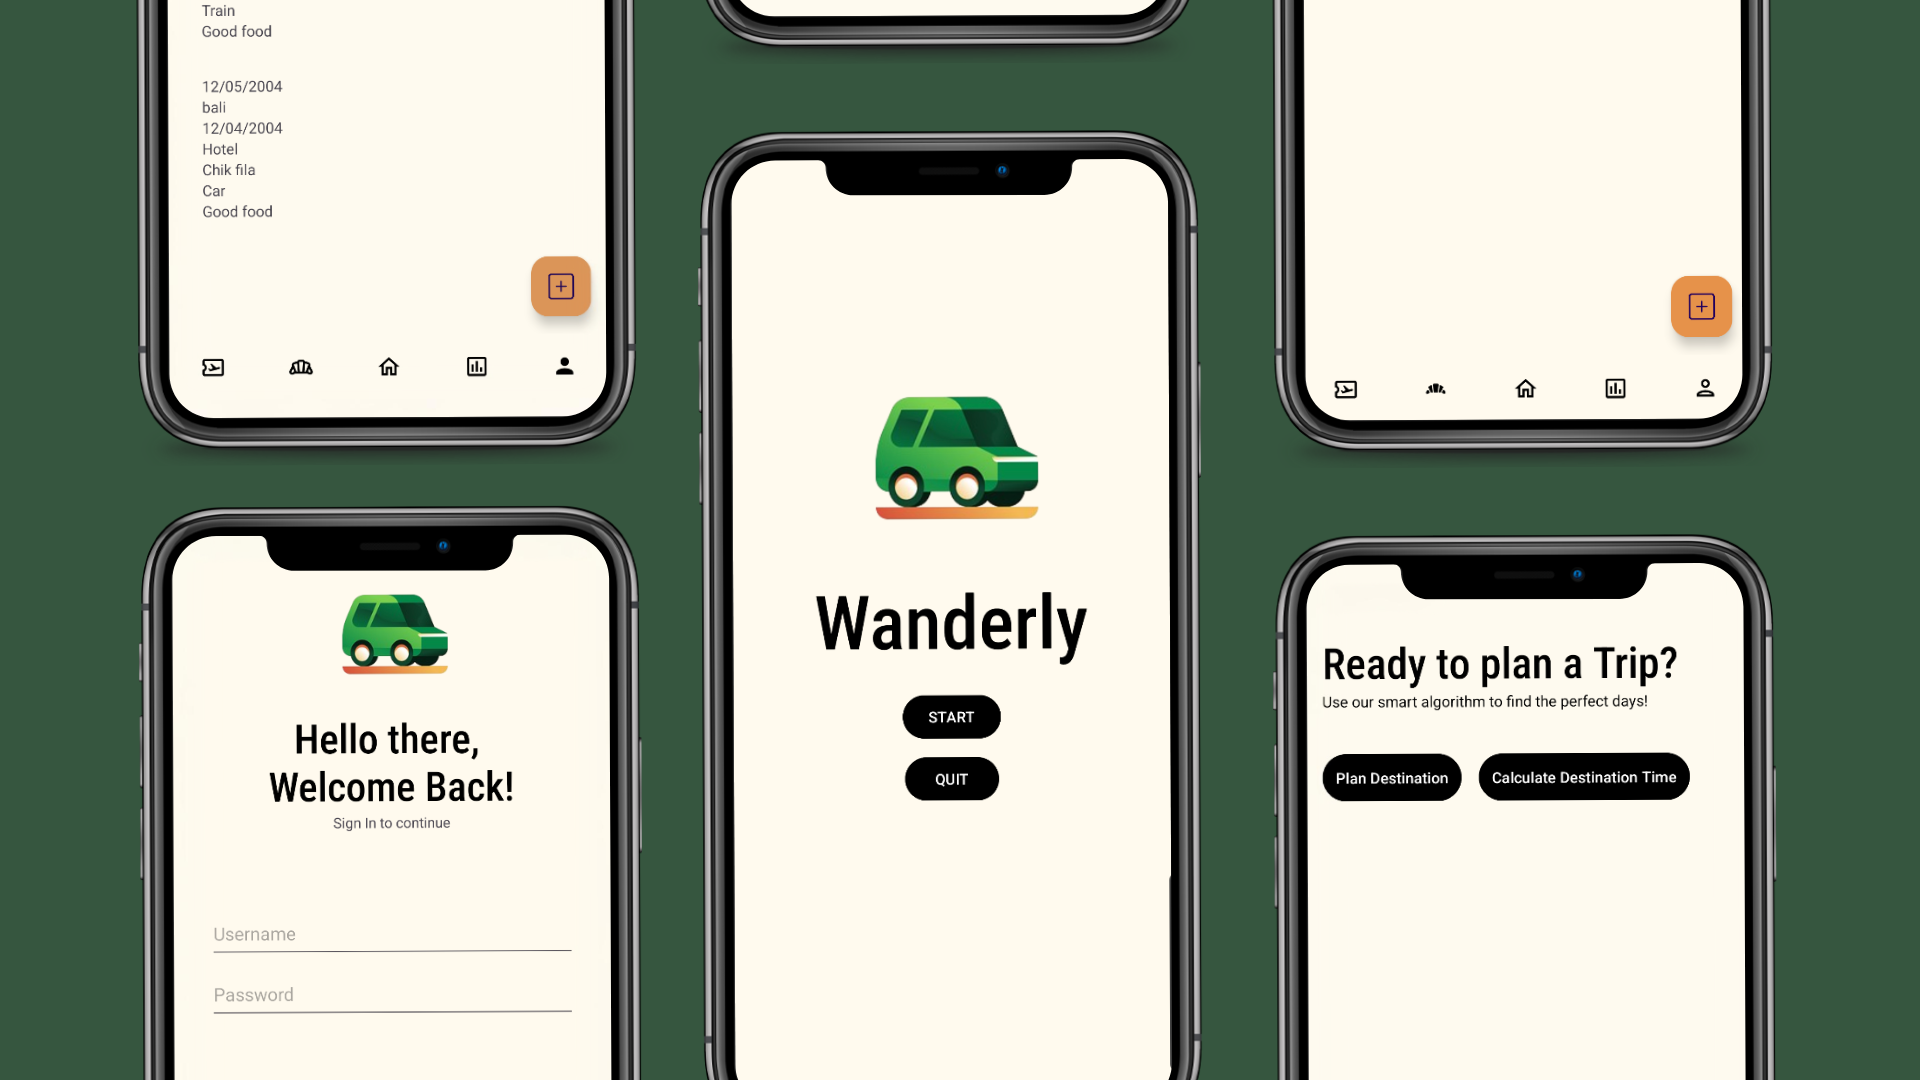 Train
Good food
12/05/2004
bali
12/04/2004
Hotel
Chik fila
Car
Good food
Hello there,
Welcome Back!
Sign In to continue
Username
Password
Wanderly
START
QUIT
Ready to plan a Trip?
Use our smart algorithm to find the perfect days!
Plan Destination
Calculate Destination Time